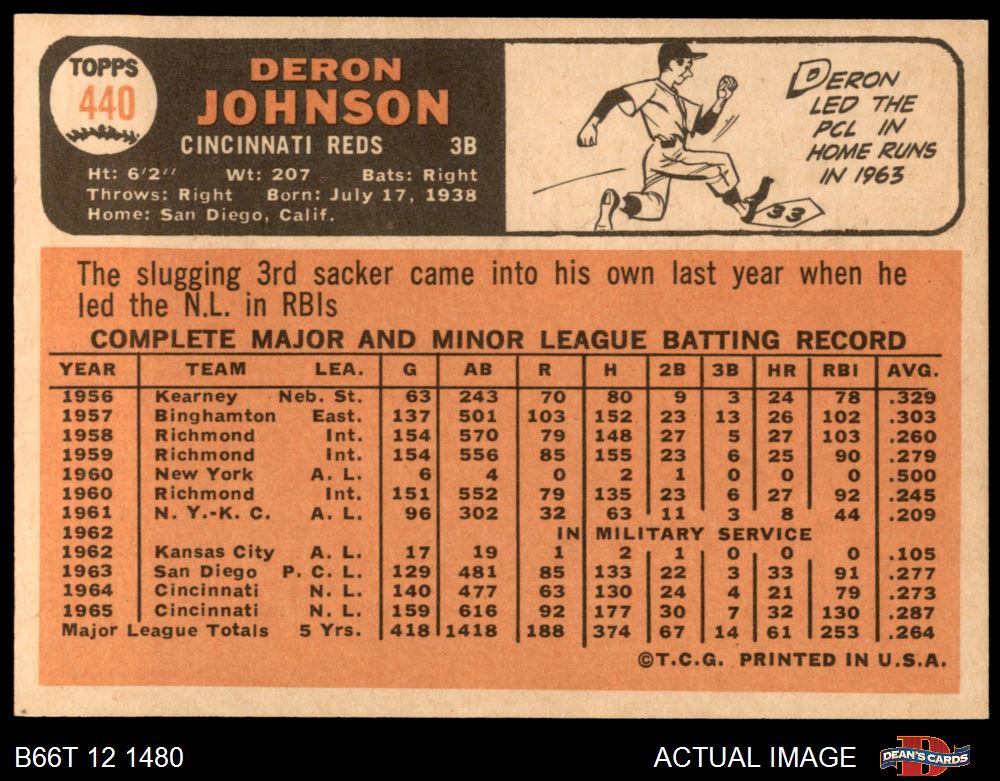 TOPPS
440
DERON
JOHNSON
CINCINNATI REDS 3B
Ht: 6'2" Wt: 207 Bats: Right
Throws: Right Born: July 17, 1938
Home: San Diego, Calif.
DERON
LED THE
PCL IN
HOME RUNS
IN 1963
33
The slugging 3rd sacker came into his own last year when he
led the N.L. in RBIs
COMPLETE MAJOR AND MINOR LEAGUE BATTING RECORD
YEAR TEAM LEA. G AB R H 2B 3B HR RBI AVG.
1956 Kearney Neb. St. 63 243 70 80 9 3 24 78 .329
1957 Binghamton East. 137 501 103 152 23 13 26 102 .303
1958 Richmond Int. 154 570 79 148 27 5 27 103 .260
1959 Richmond Int. 154 556 85 155 23 6 25 90 .279
1960 New York A. L. 6 4 0 2 1 0 0 0 .500
1960 Richmond Int. 151 552 79 135 23 6 27 92 .245
1961 N. Y.-K. C. A. L. 96 302 32 63 11 3 8 44 .209
1962 IN MILITARY SERVICE
1962 Kansas City A. L. 17 19 1 2 1 0 0 0 .105
1963 San Diego P. C. L. 129 481 85 133 22 3 33 91 .277
1964 Cincinnati N. L. 140 477 63 130 24 4 21 79 .273
1965 Cincinnati N. L. 159 616 92 177 30 7 32 130 .287
Major League Totals 5 Yrs. 418 1418 188 374 67 14 61 253 .264
©T.C.G. PRINTED IN U.S.A.
B66T 12 1480 ACTUAL IMAGE DEAN'S CARDS